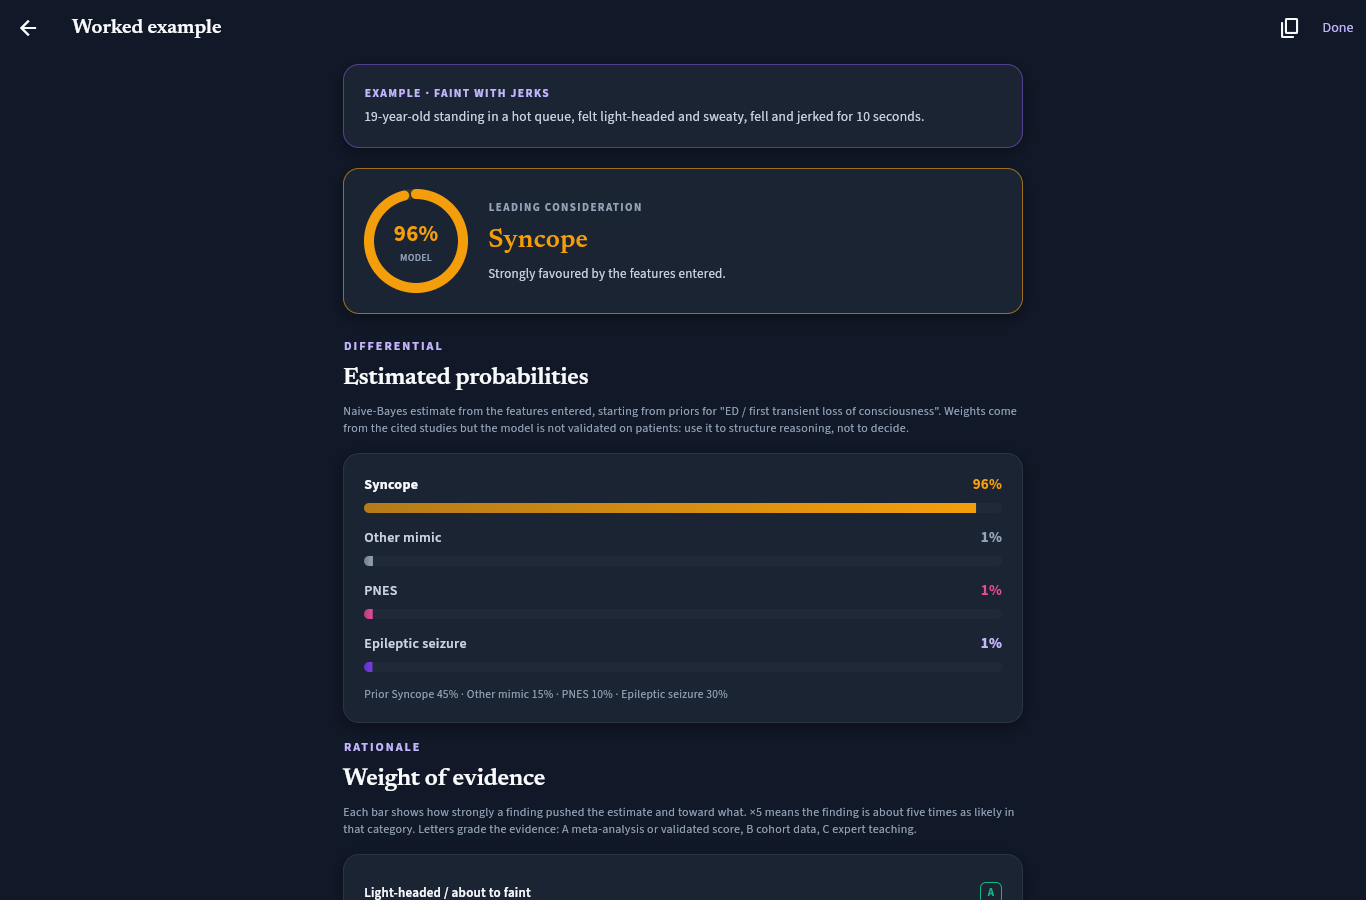 Worked example
Done
EXAMPLE · FAINT WITH JERKS
19-year-old standing in a hot queue, felt light-headed and sweaty, fell and jerked for 10 seconds.
96%
MODEL
LEADING CONSIDERATION
Syncope
Strongly favoured by the features entered.
DIFFERENTIAL
Estimated probabilities
Naive-Bayes estimate from the features entered, starting from priors for "ED / first transient loss of consciousness". Weights come
from the cited studies but the model is not validated on patients: use it to structure reasoning, not to decide.
Syncope 96%
Other mimic 1%
PNES 1%
Epileptic seizure 1%
Prior Syncope 45% · Other mimic 15% · PNES 10% · Epileptic seizure 30%
RATIONALE
Weight of evidence
Each bar shows how strongly a finding pushed the estimate and toward what. ×5 means the finding is about five times as likely in
that category. Letters grade the evidence: A meta-analysis or validated score, B cohort data, C expert teaching.
Light-headed / about to faint A